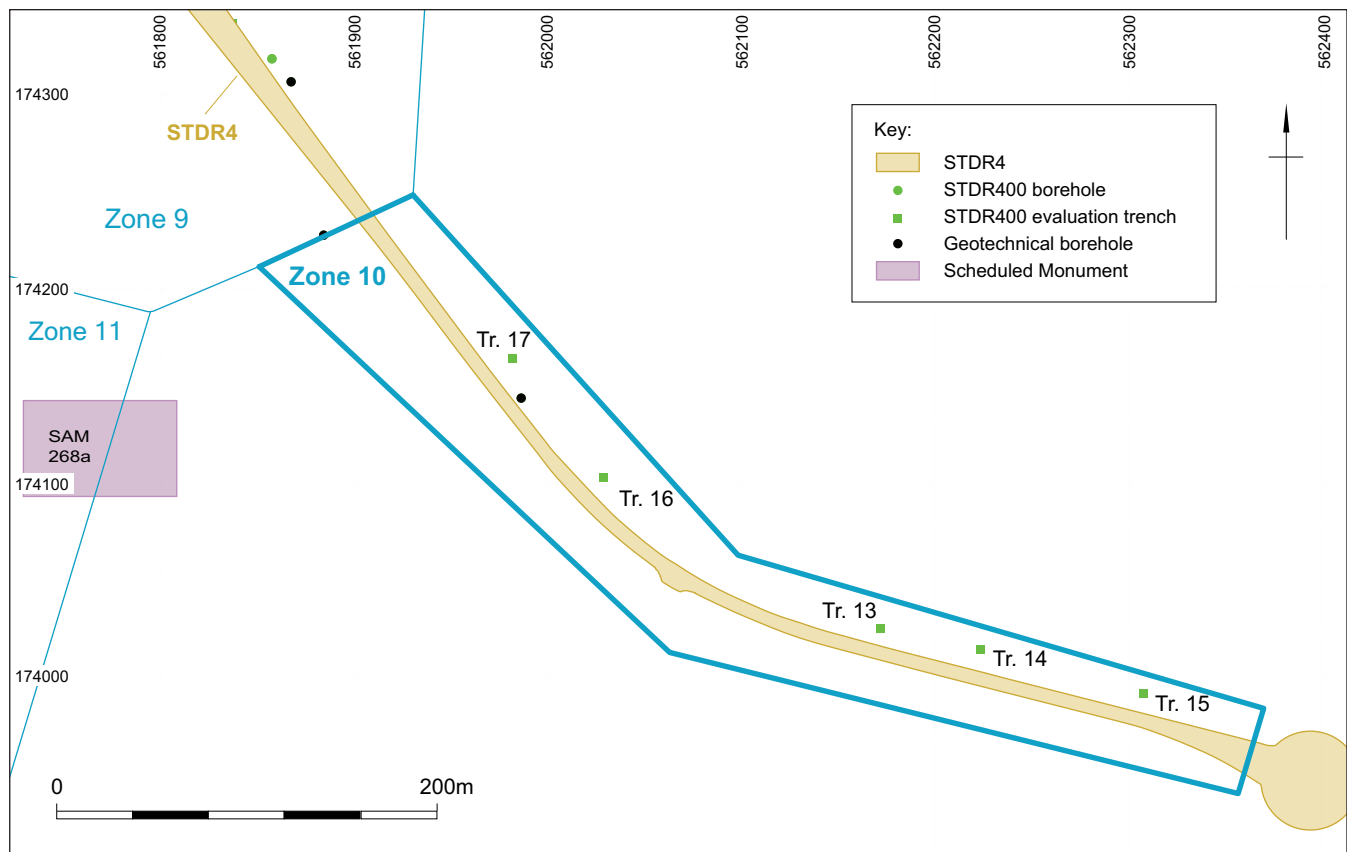 561800
561900
562000
562100
562200
562300
562400
174300
STDR4
Key:
STDR4
STDR400 borehole
STDR400 evaluation trench
Geotechnical borehole
Scheduled Monument
Zone 9
Zone 10
174200
Zone 11
Tr. 17
SAM
268a
174100
Tr. 16
Tr. 13
Tr. 14
174000
Tr. 15
0
200m